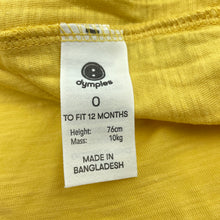 dymples
0
TO FIT 12 MONTHS
Height: 76cm
Mass: 10kg
MADE IN
BANGLADESH